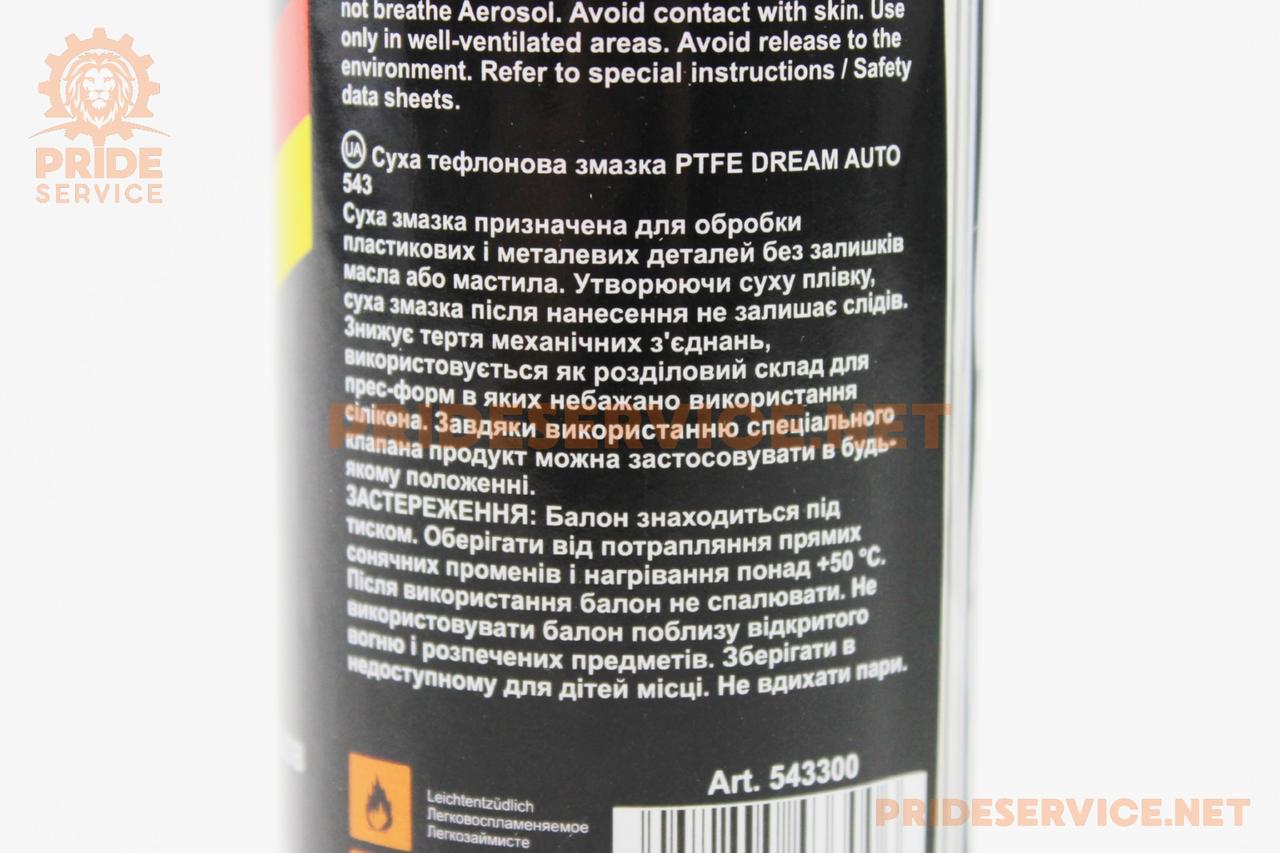 not breathe Aerosol. Avoid contact with skin. Use
only in well-ventilated areas. Avoid release to the
environment. Refer to special instructions / Safety
data sheets.
PRIDE
SERVICE
UA Суха тефлонова змазка PTFE DREAM AUTO
543
Суха змазка призначена для обробки
пластикових і металевих деталей без залишків
масла або мастила. Утворюючи суху плівку,
суха змазка після нанесення не залишає слідів.
Знижує тертя механічних з'єднань,
використовується як розділовий склад для
прес-форм в яких небажано використання
сілікона. Завдяки використанню спеціального
клапана продукт можна застосовувати в будь-
якому положенні.
PRIDESERVICE.NET
ЗАСТЕРЕЖЕННЯ: Балон знаходиться під
тиском. Оберігати від потрапляння прямих
сонячних променів і нагрівання понад +50 °C.
Після використання балон не спалювати. Не
використовувати балон поблизу відкритого
вогню і розпечених предметів. Зберігати в
недоступному для дітей місці. Не вдихати пари.
Art. 543300
Leichtentzüdlich
Легковоспламеняемое
Легкозаймисте
PRIDESERVICE.NET